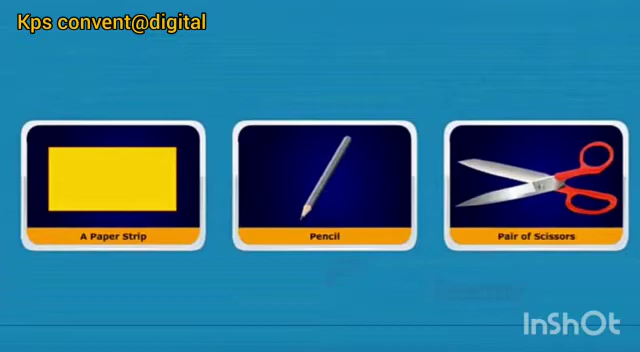 Kps convent@digital
A Paper Strip
Pencil
Pair of Scissors
InShOt